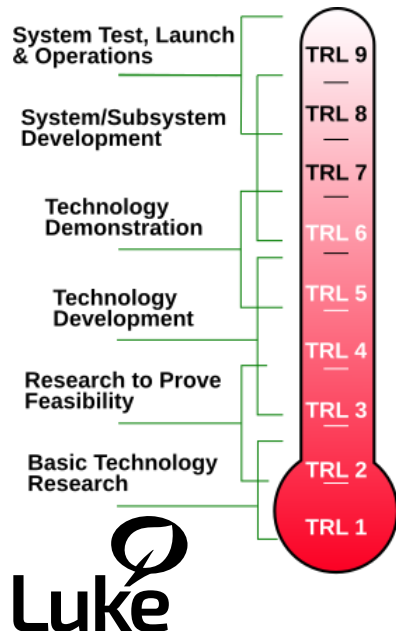 System Test, Launch
& Operations
System/Subsystem
Development
Technology
Demonstration
Technology
Development
Research to Prove
Feasibility
Basic Technology
Research
TRL 9
TRL 8
TRL 7
TRL 6
TRL 5
TRL 4
TRL 3
TRL 2
TRL 1
Luke